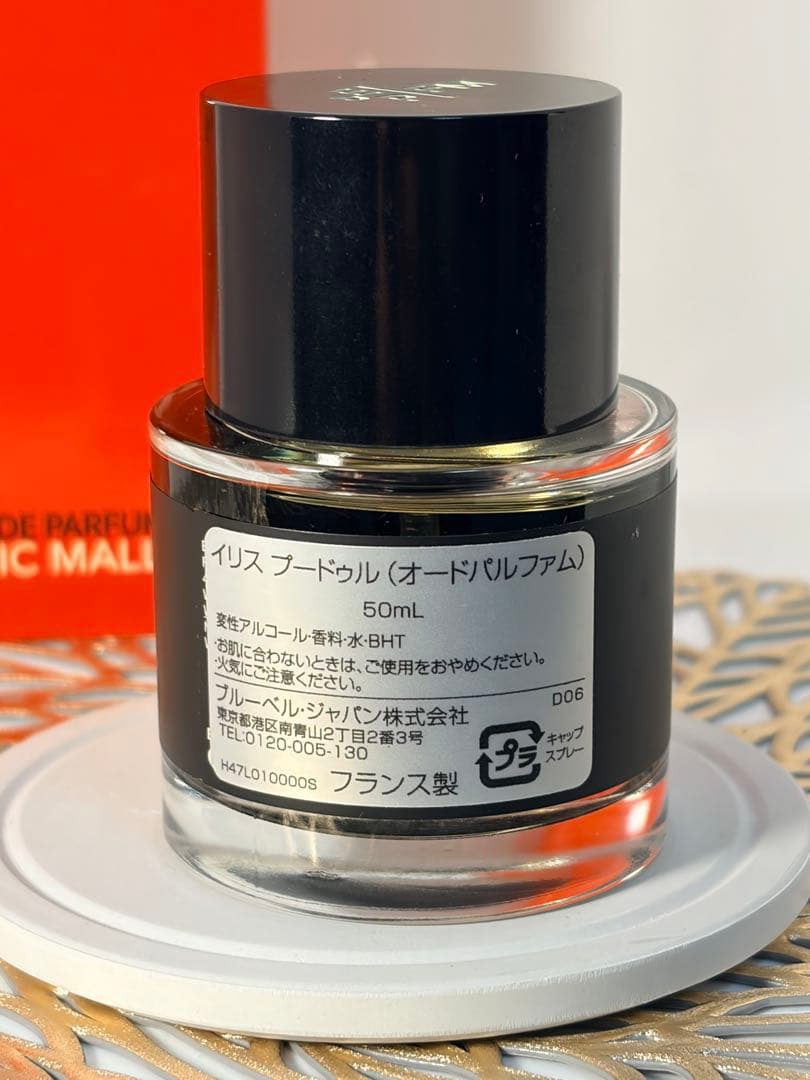 DE PARFUM
IC MALL
イリス プードゥル(オードパルファム)
50mL
変性アルコール・香料・水・BHT
・お肌に合わないときは、ご使用をおやめください。
・火気にご注意ください。
D06
ブルーベル・ジャパン株式会社
東京都港区南青山2丁目2番3号
TEL:0120-005-130
プラ
キャップ
スプレー
H47L010000S フランス製